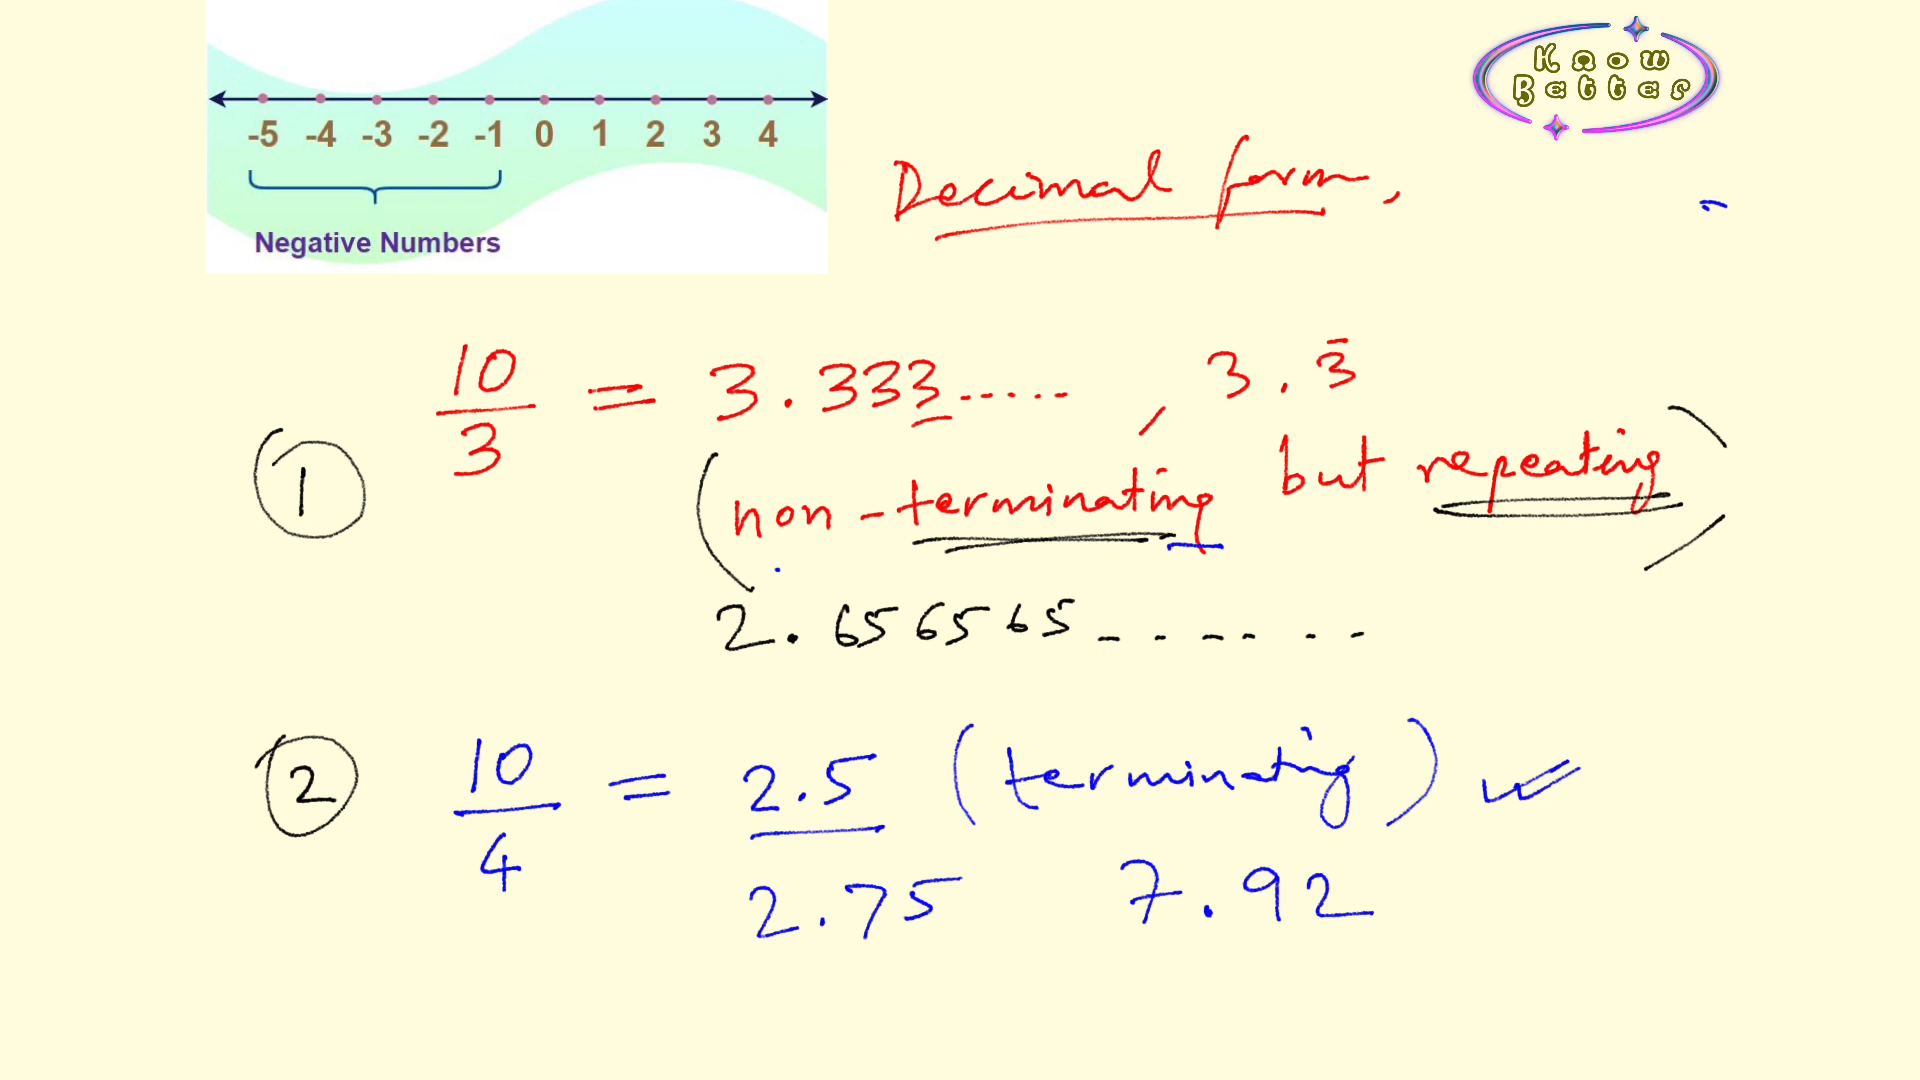 Know
Better
-5 -4 -3 -2 -1 0 1 2 3 4
Negative Numbers
Decimal form,
10/3 = 3.333..... , 3.3̄
1
(non-terminating but repeating)
2.656565_ . _ . _ . . _
2
10/4 = 2.5 (terminating)
2.75 7.92